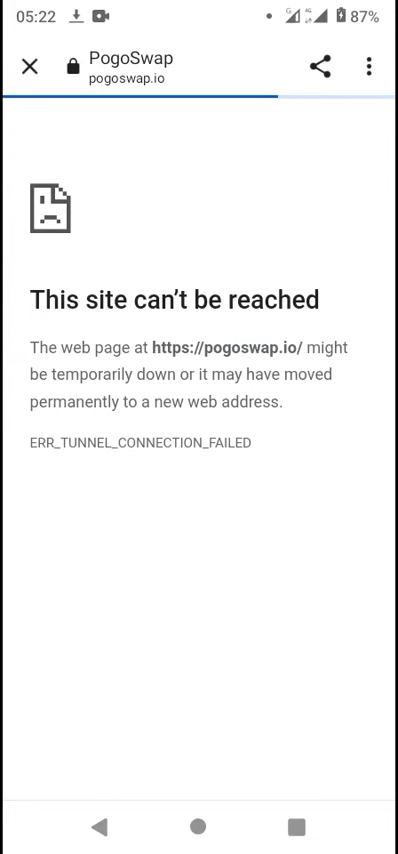 05:22
87%
PogoSwap
pogoswap.io
This site can't be reached
The web page at https://pogoswap.io/ might
be temporarily down or it may have moved
permanently to a new web address.
ERR_TUNNEL_CONNECTION_FAILED